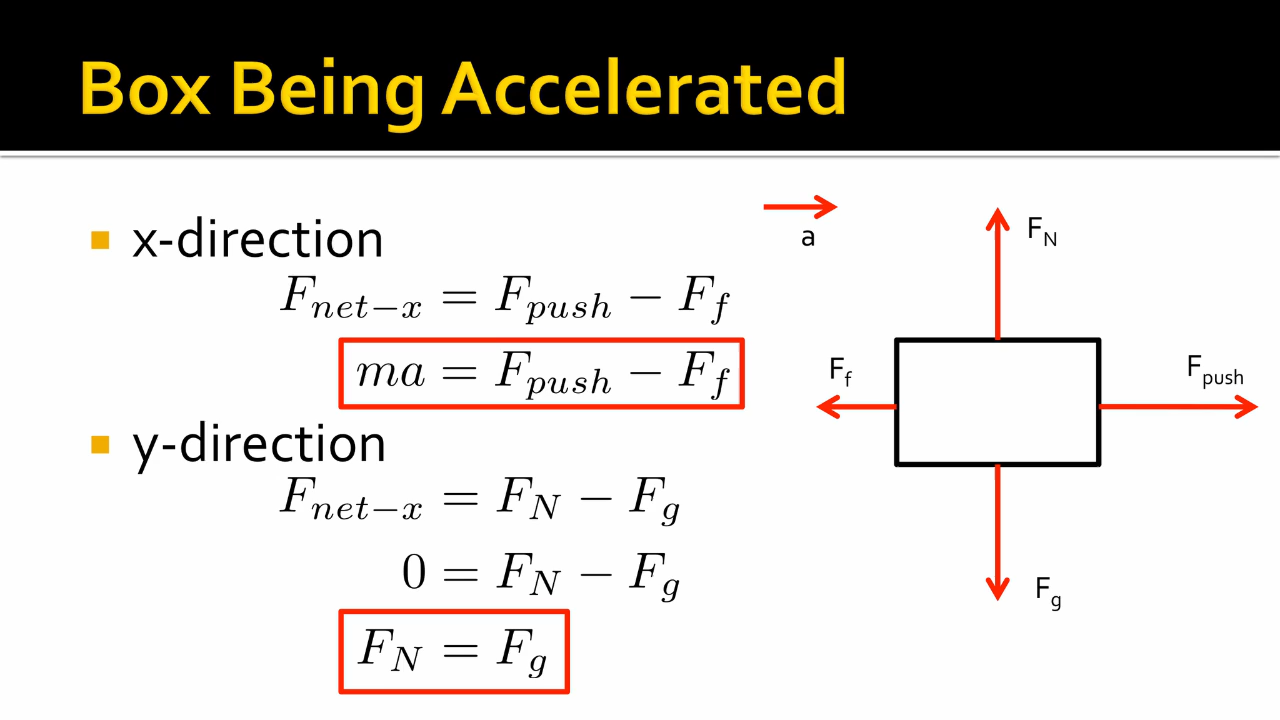 Box Being Accelerated
x-direction
F_{net-x} = F_{push} - F_f
ma = F_{push} - F_f
y-direction
F_{net-x} = F_N - F_g
0 = F_N - F_g
F_N = F_g
a
F_N
F_f
F_{push}
F_g